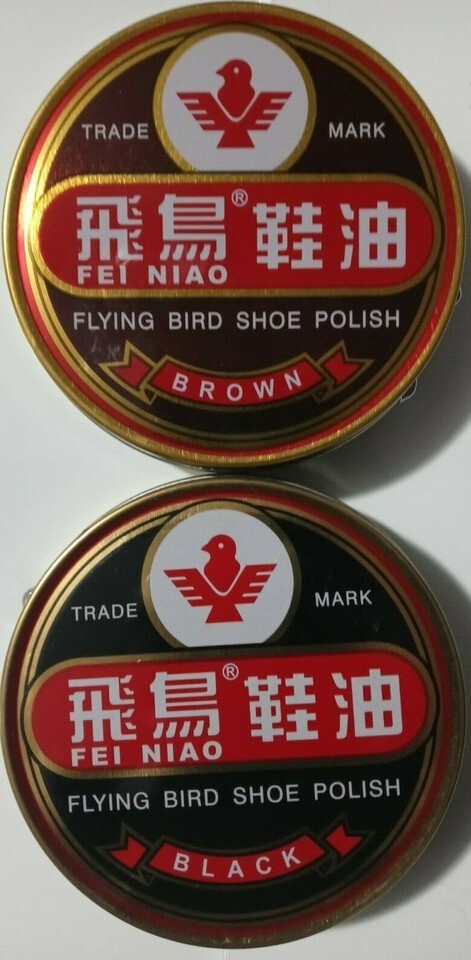 TRADE MARK
飛鳥® 鞋油
FEI NIAO
FLYING BIRD SHOE POLISH
BROWN
TRADE MARK
飛鳥® 鞋油
FEI NIAO
FLYING BIRD SHOE POLISH
BLACK